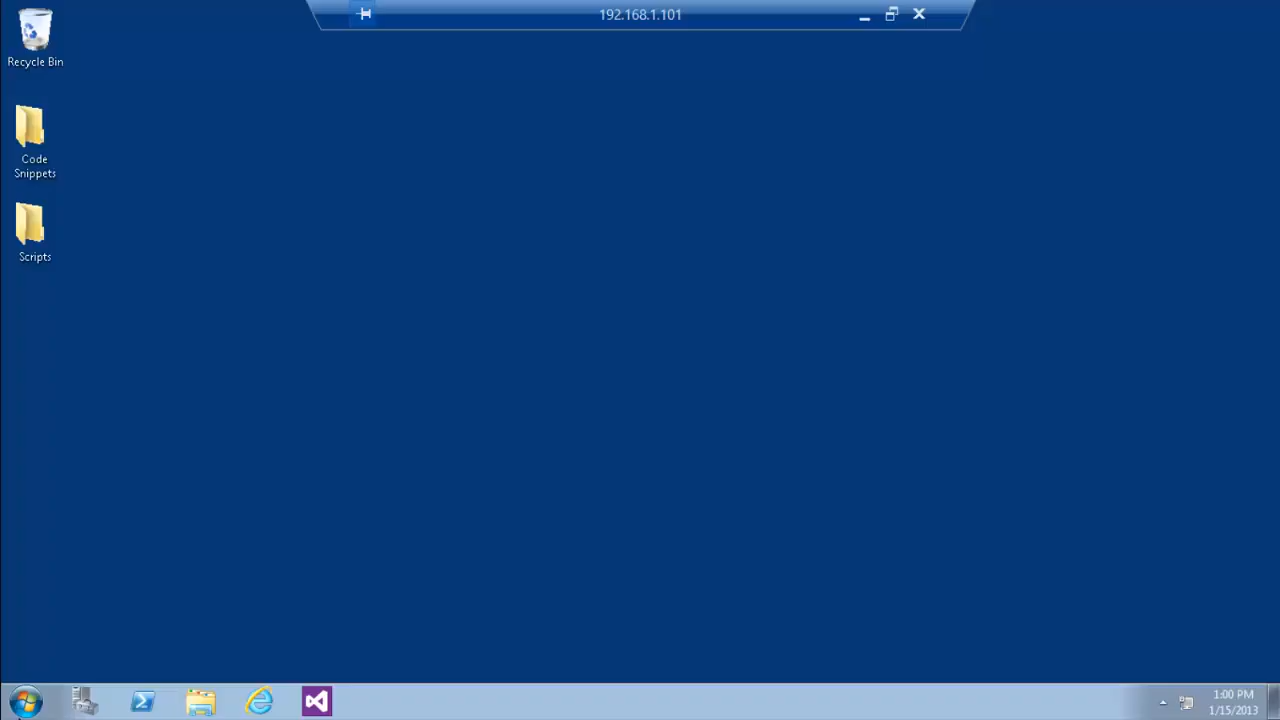 192.168.1.101
Recycle Bin
Code
Snippets
Scripts
1:00 PM
1/15/2013